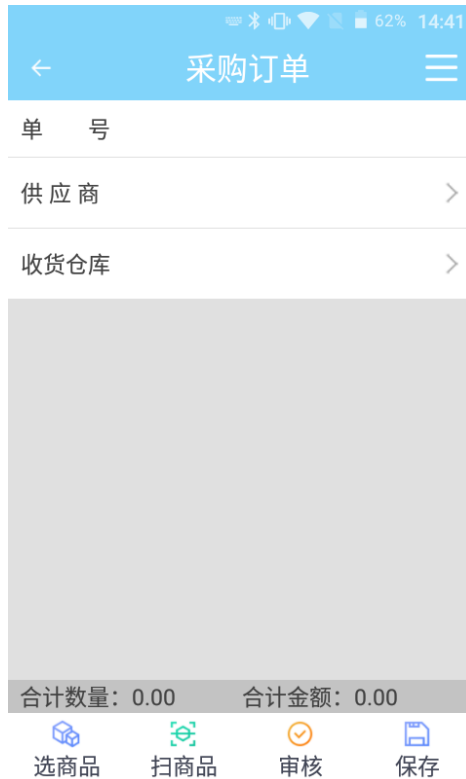 62% 14:41
采购订单
单 号
供应商
收货仓库
合计数量：0.00 合计金额：0.00
选商品 扫商品 审核 保存